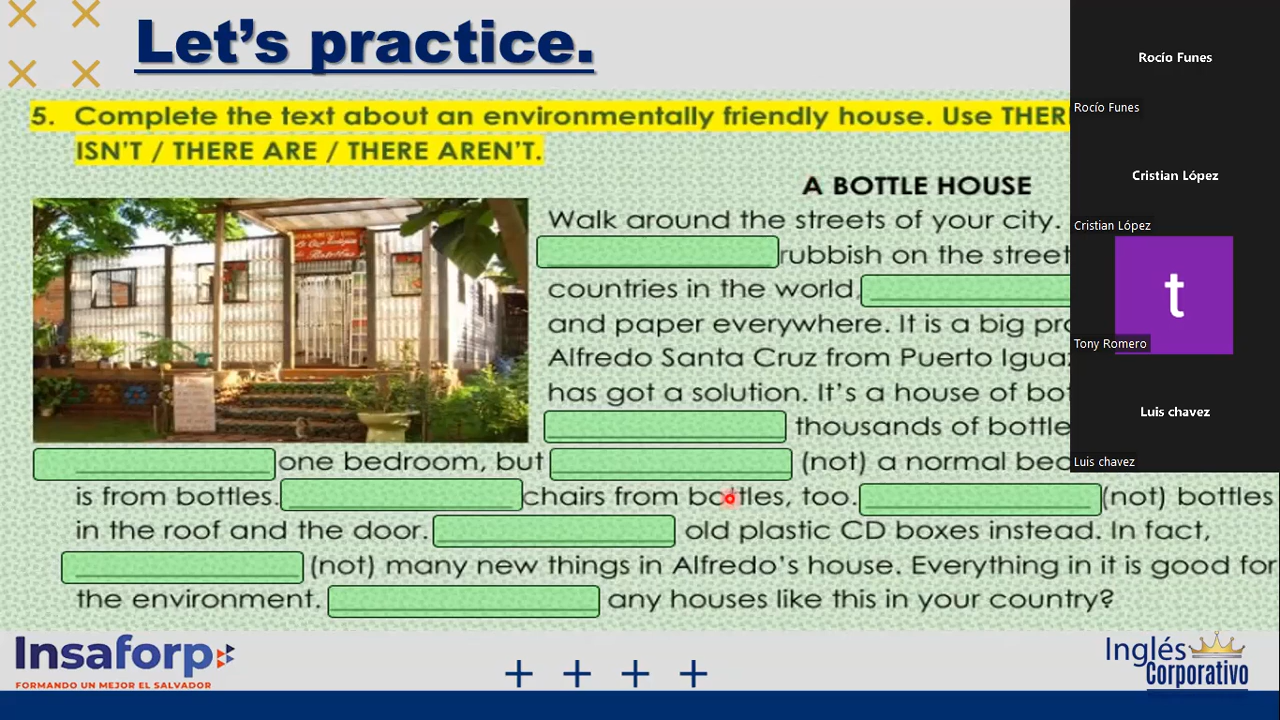 Let's practice.
5. Complete the text about an environmentally friendly house. Use
ISN'T / THERE ARE / THERE AREN'T.
A BOTTLE HOUSE
Walk around the streets of your city.
rubbish on the street
countries in the world,
and paper everywhere. It is a big
Alfredo Santa Cruz from Puerto
has got a solution. It's a house of
thousands of
one bedroom, but (not) a normal
is from bottles. chairs from bottles, too. (not) bottles
in the roof and the door. old plastic CD boxes instead. In fact,
(not) many new things in Alfredo's house. Everything in it is good for
the environment. any houses like this in your country?
Rocío Funes
Rocío Funes
Cristian López
Cristian López
t
Tony Romero
Luis chavez
Luis chavez
Insaforp
FORMANDO UN MEJOR EL SALVADOR
Inglés
Corporativo